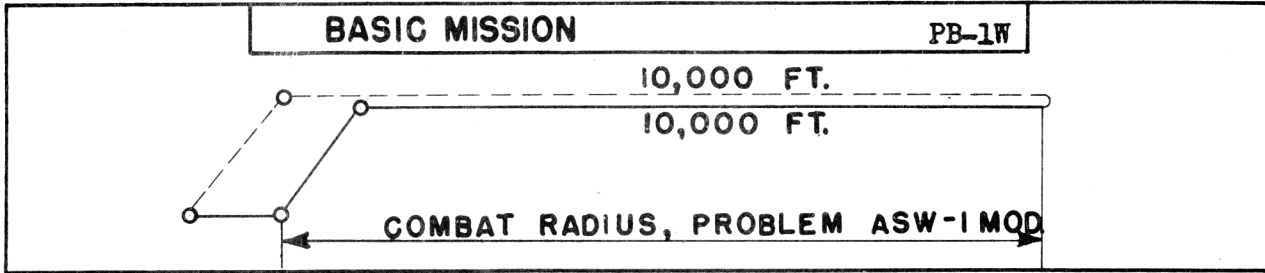 BASIC MISSION PB-1W
10,000 FT.
10,000 FT.
COMBAT RADIUS, PROBLEM ASW-1 MOD.